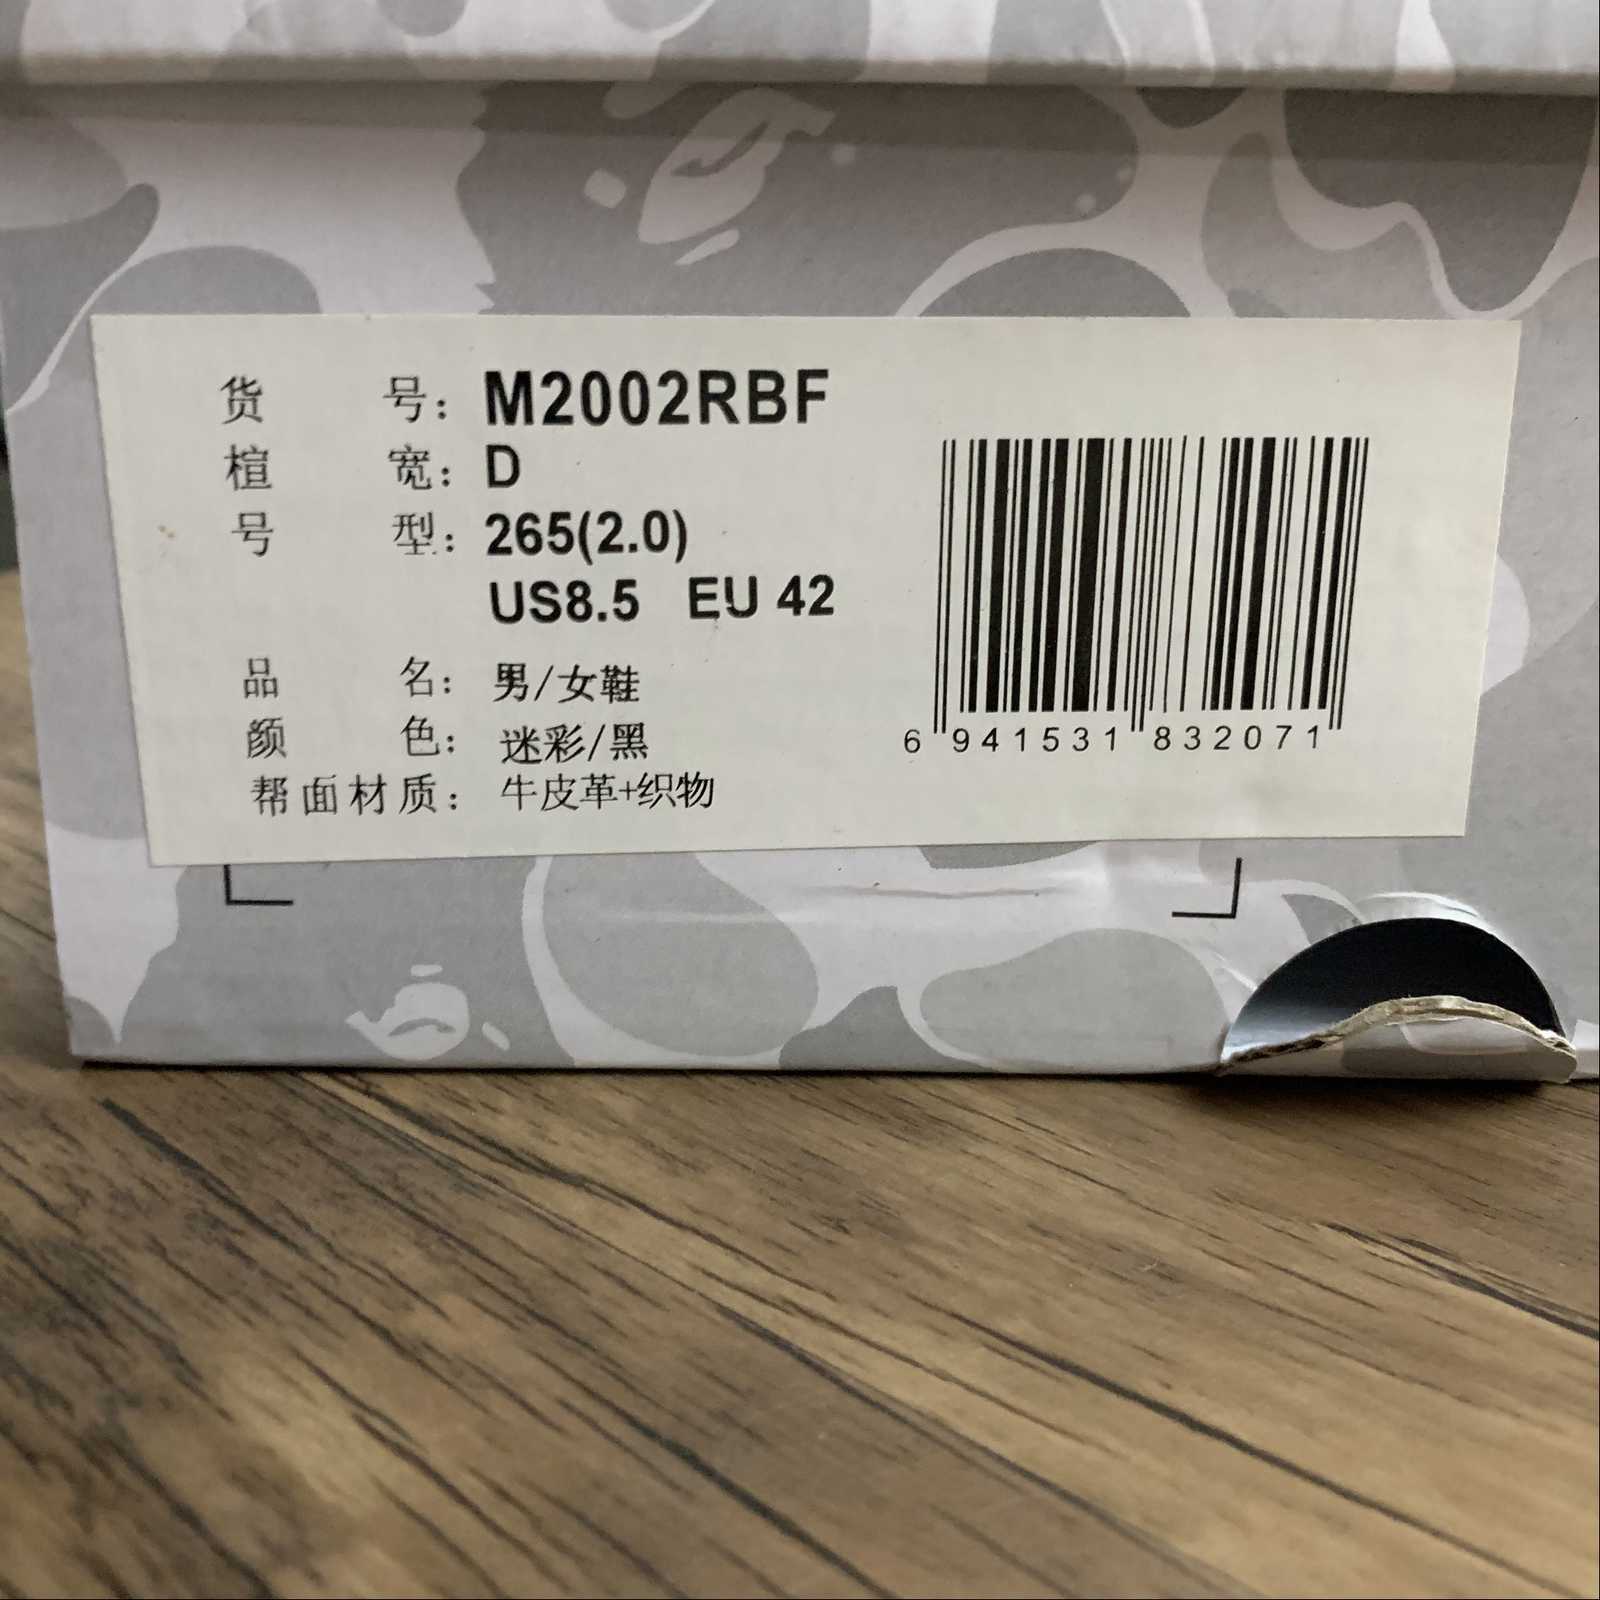 货 号: M2002RBF
楦 宽: D
号 型: 265(2.0)
US8.5 EU 42
品 名: 男/女鞋
颜 色: 迷彩/黑
帮面材质: 牛皮革+织物
6 941531 832071